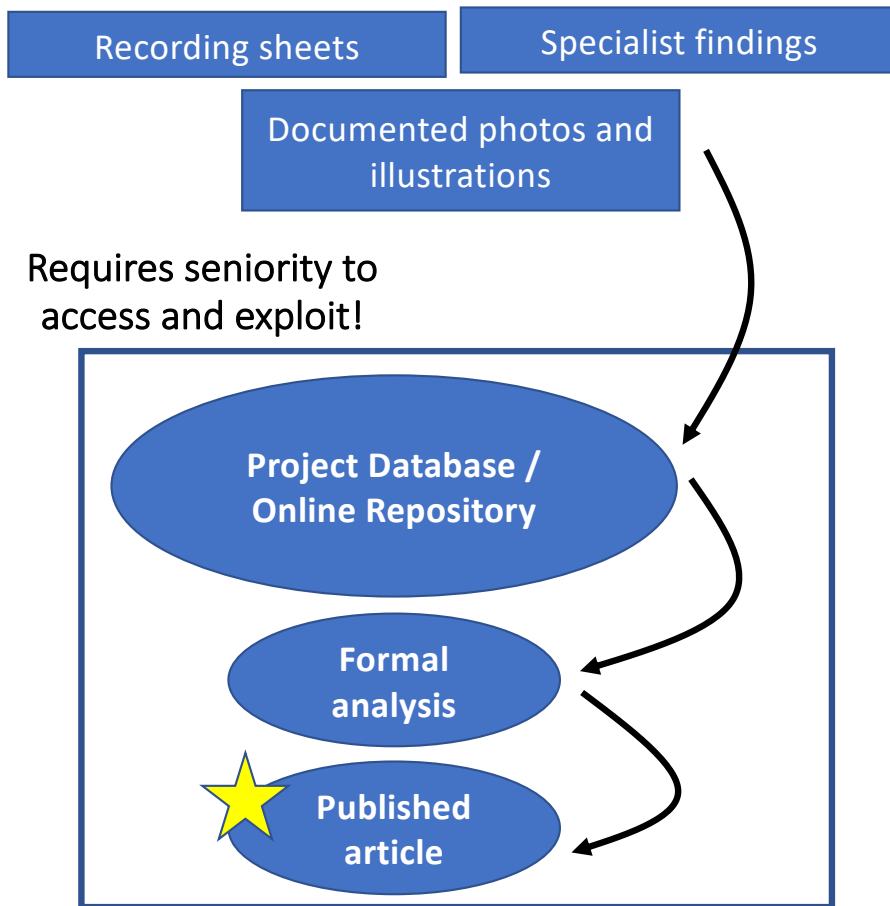 Recording sheets
Specialist findings
Documented photos and
illustrations
Requires seniority to
access and exploit!
Project Database /
Online Repository
Formal
analysis
Published
article